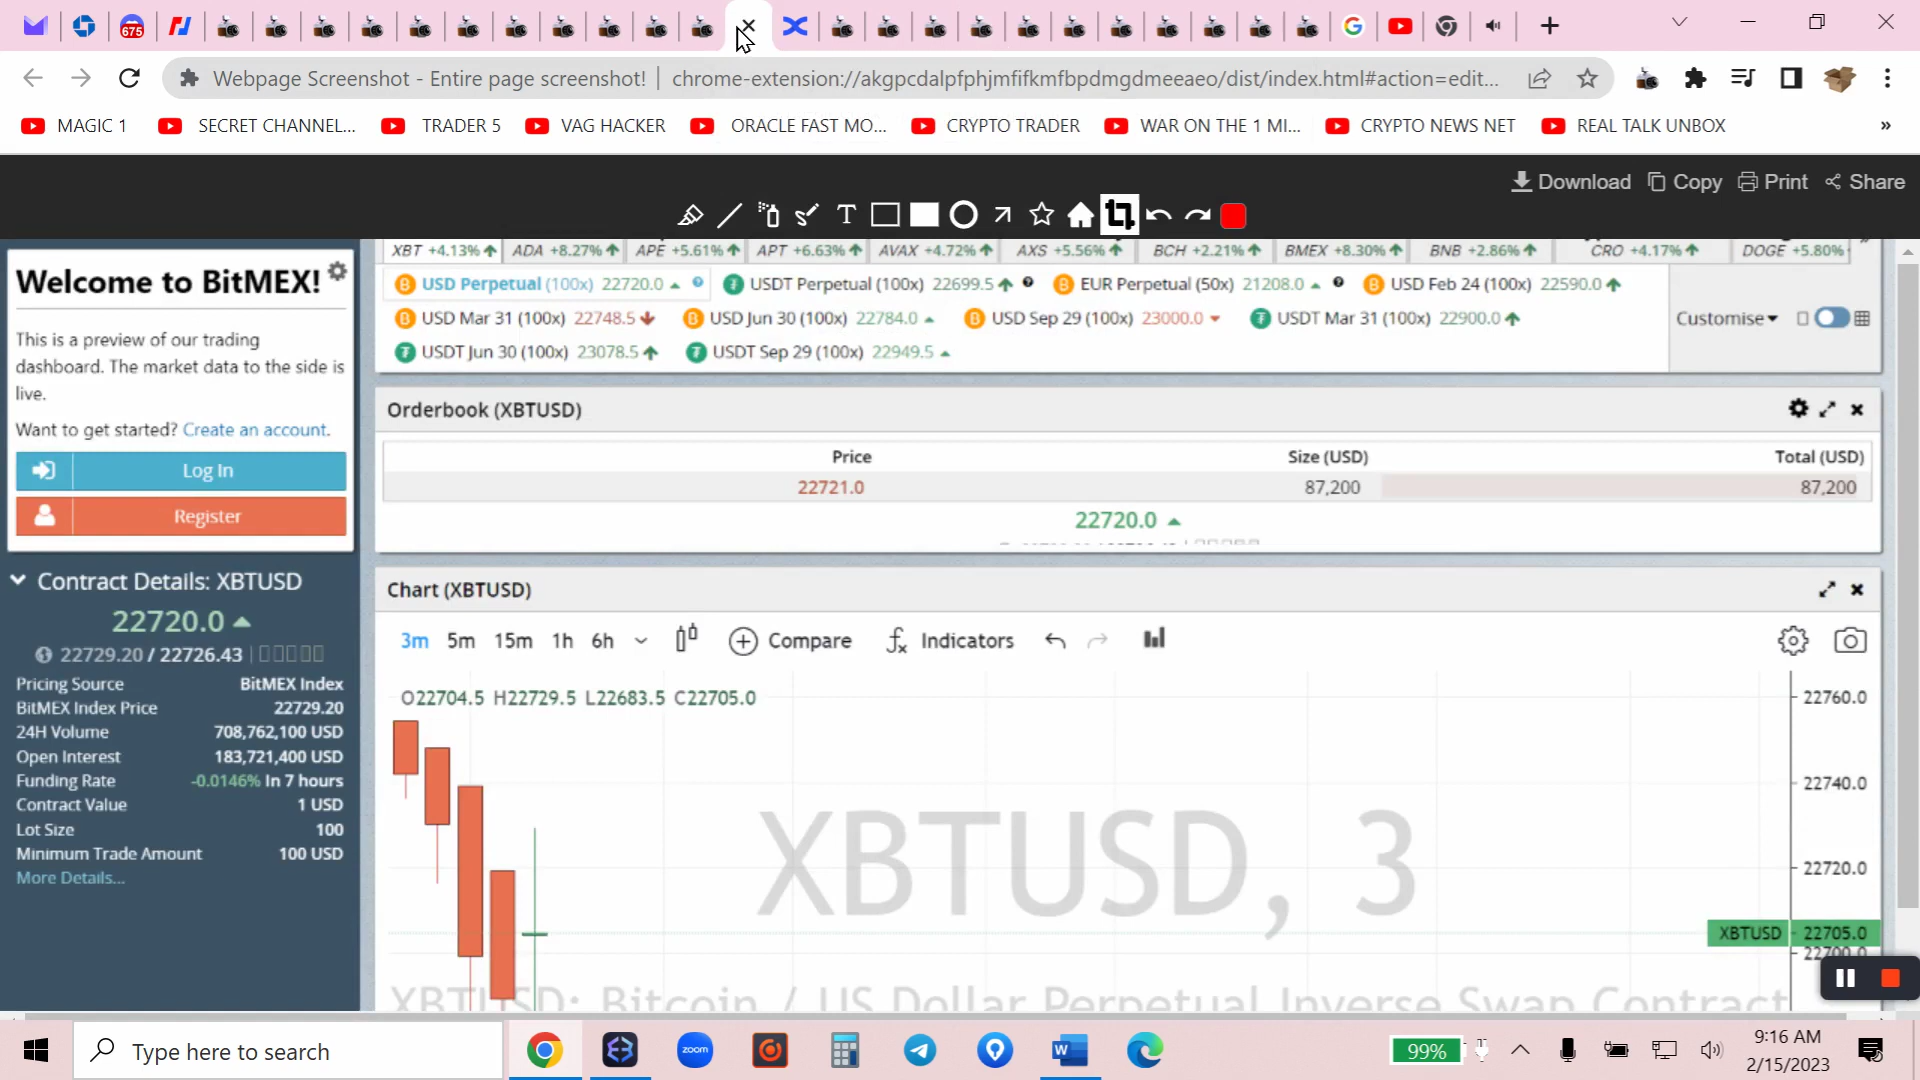 675
Webpage Screenshot - Entire page screenshot! | chrome-extension://akgpcdalpfphjmfifkmfbpdmgdmeeaeo/dist/index.html#action=edit...
MAGIC 1 SECRET CHANNEL... TRADER 5 VAG HACKER ORACLE FAST MO... CRYPTO TRADER WAR ON THE 1 MI... CRYPTO NEWS NET REAL TALK UNBOX »
Download Copy Print Share
XBT +4.13% ADA +8.27% APE +5.61% APT +6.63% AVAX +4.72% AXS +5.56% BCH +2.21% BMEX +8.30% BNB +2.86% CRO +4.17% DOGE +5.80%
USD Perpetual (100x) 22720.0 USDT Perpetual (100x) 22699.5 EUR Perpetual (50x) 21208.0 USD Feb 24 (100x) 22590.0
USD Mar 31 (100x) 22748.5 USD Jun 30 (100x) 22784.0 USD Sep 29 (100x) 23000.0 USDT Mar 31 (100x) 22900.0
USDT Jun 30 (100x) 23078.5 USDT Sep 29 (100x) 22949.5
Customise
Welcome to BitMEX!
This is a preview of our trading
dashboard. The market data to the side is
live.
Want to get started? Create an account.
Log In
Register
Contract Details: XBTUSD
22720.0
22729.20 / 22726.43
Pricing Source BitMEX Index
BitMEX Index Price 22729.20
24H Volume 708,762,100 USD
Open Interest 183,721,400 USD
Funding Rate -0.0146% In 7 hours
Contract Value 1 USD
Lot Size 100
Minimum Trade Amount 100 USD
More Details...
Orderbook (XBTUSD)
Price Size (USD) Total (USD)
22721.0 87,200 87,200
22720.0
Chart (XBTUSD)
3m 5m 15m 1h 6h Compare Indicators
O22704.5 H22729.5 L22683.5 C22705.0
22760.0
22740.0
22720.0
XBTUSD 22705.0
22700.0
XBTUSD, 3
XBTUSD: Bitcoin / US Dollar Perpetual Inverse Swap Contract
Type here to search
zoom
99%
9:16 AM
2/15/2023